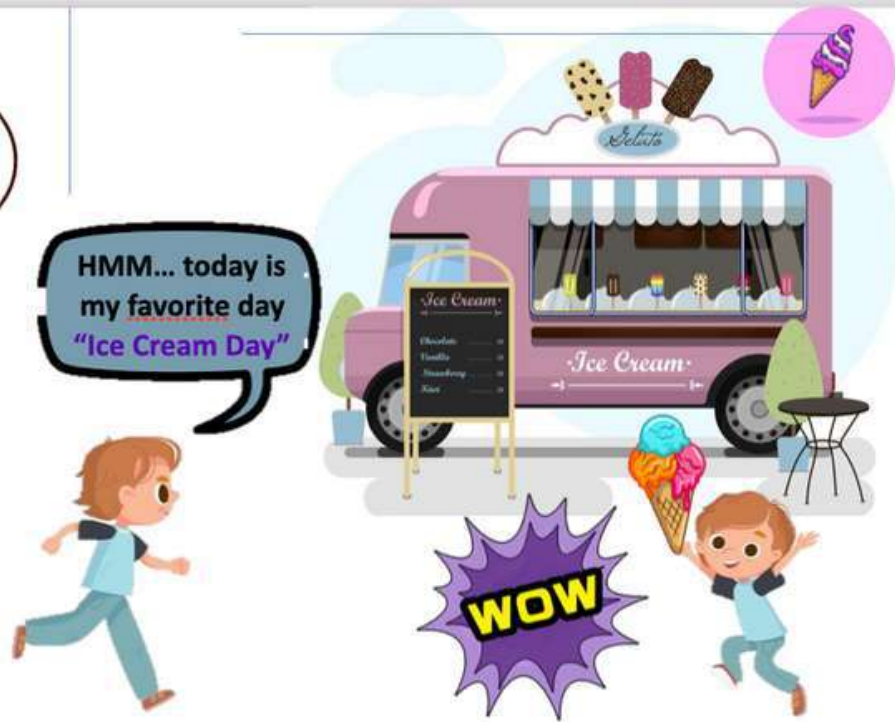 Gelato
HMM... today is
my favorite day
“Ice Cream Day”
·Ice Cream·
Chocolate
Vanilla
Strawberry
Kiwi
·Ice Cream·
WOW